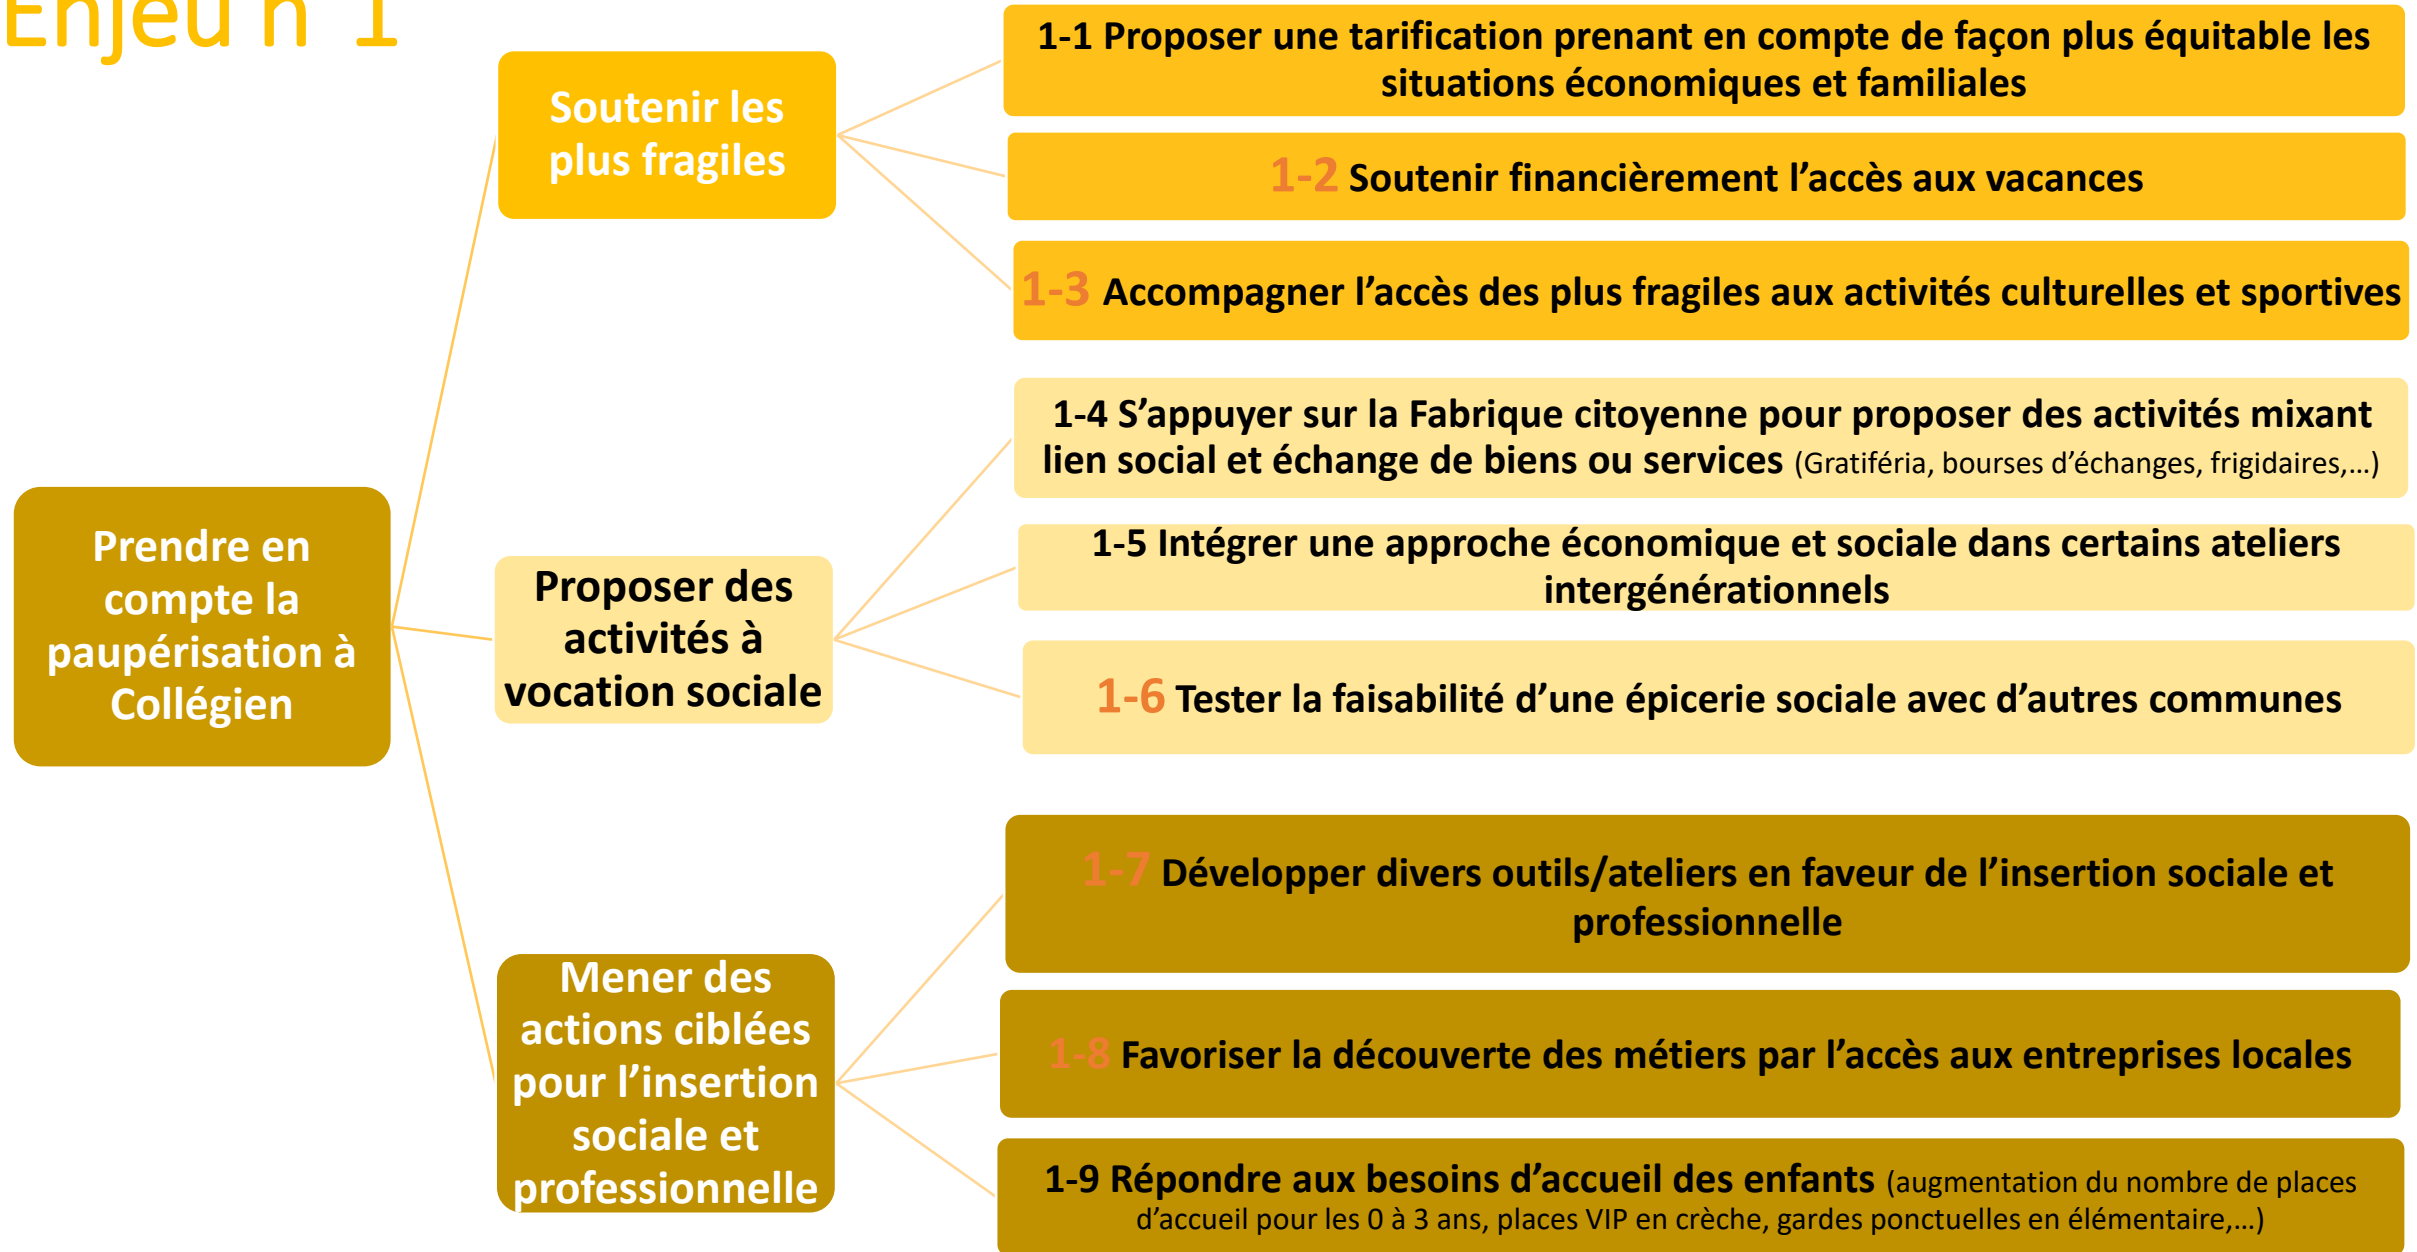 Enjeu n°1
Soutenir les
plus fragiles
1-1 Proposer une tarification prenant en compte de façon plus équitable les
situations économiques et familiales
1-2 Soutenir financièrement l’accès aux vacances
1-3 Accompagner l’accès des plus fragiles aux activités culturelles et sportives
Prendre en
compte la
paupérisation à
Collégien
Proposer des
activités à
vocation sociale
1-4 S’appuyer sur la Fabrique citoyenne pour proposer des activités mixant
lien social et échange de biens ou services (Gratiféria, bourses d’échanges, frigidaires,…)
1-5 Intégrer une approche économique et sociale dans certains ateliers
intergénérationnels
1-6 Tester la faisabilité d’une épicerie sociale avec d’autres communes
Mener des
actions ciblées
pour l’insertion
sociale et
professionnelle
1-7 Développer divers outils/ateliers en faveur de l’insertion sociale et
professionnelle
1-8 Favoriser la découverte des métiers par l’accès aux entreprises locales
1-9 Répondre aux besoins d’accueil des enfants (augmentation du nombre de places
d’accueil pour les 0 à 3 ans, places VIP en crèche, gardes ponctuelles en élémentaire,…)